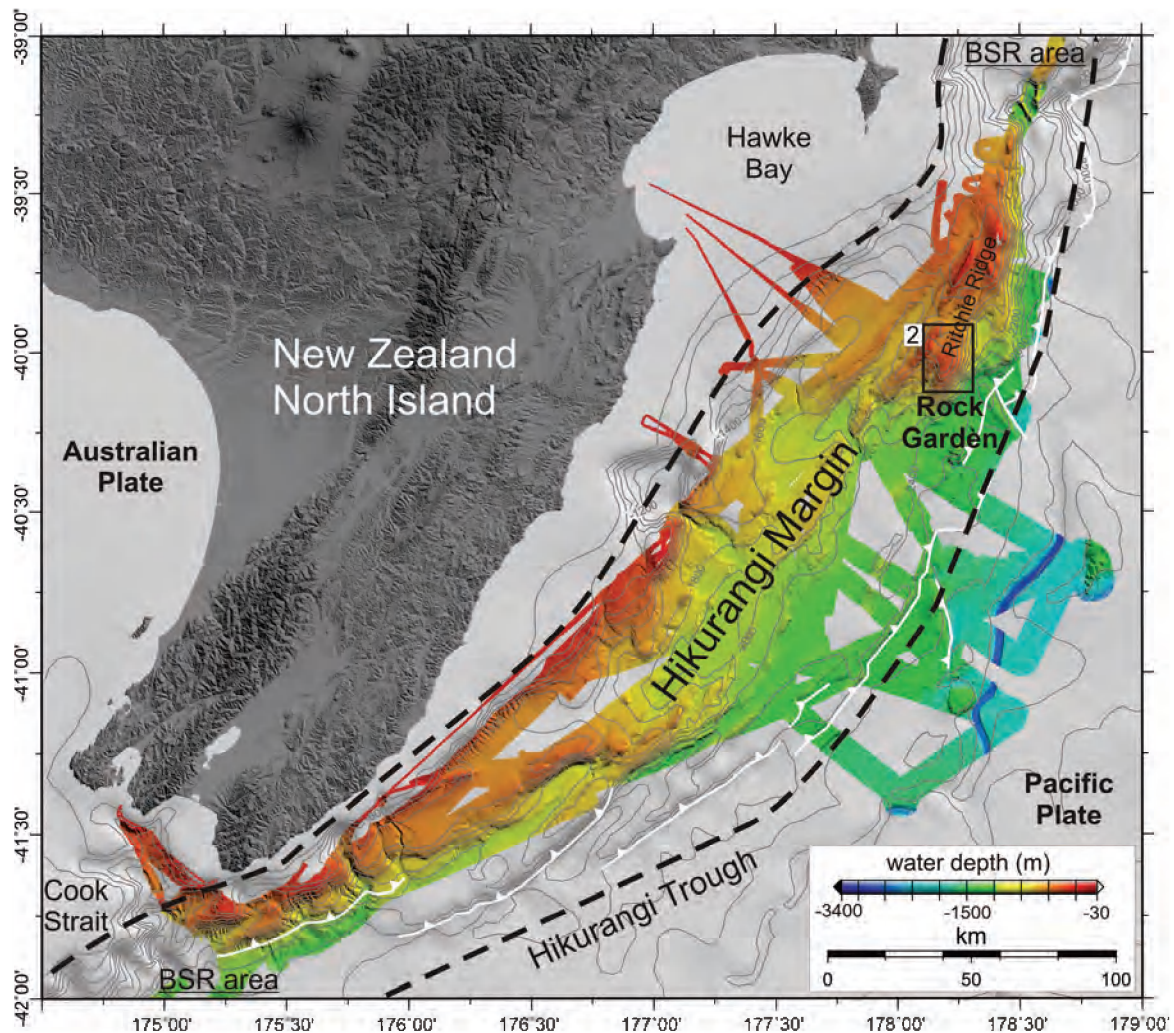 -39°00'
-39°30'
-40°00'
-40°30'
-41°00'
-41°30'
-42°00'
BSR area
Hawke
Bay
Ritchie Ridge
2
Rock
Garden
New Zealand
North Island
Australian
Plate
Hikurangi Margin
Pacific
Plate
Hikurangi Trough
Cook
Strait
BSR area
water depth (m)
-3400 -1500 -30
km
0 50 100
175°00' 175°30' 176°00' 176°30' 177°00' 177°30' 178°00' 178°30' 179°00'